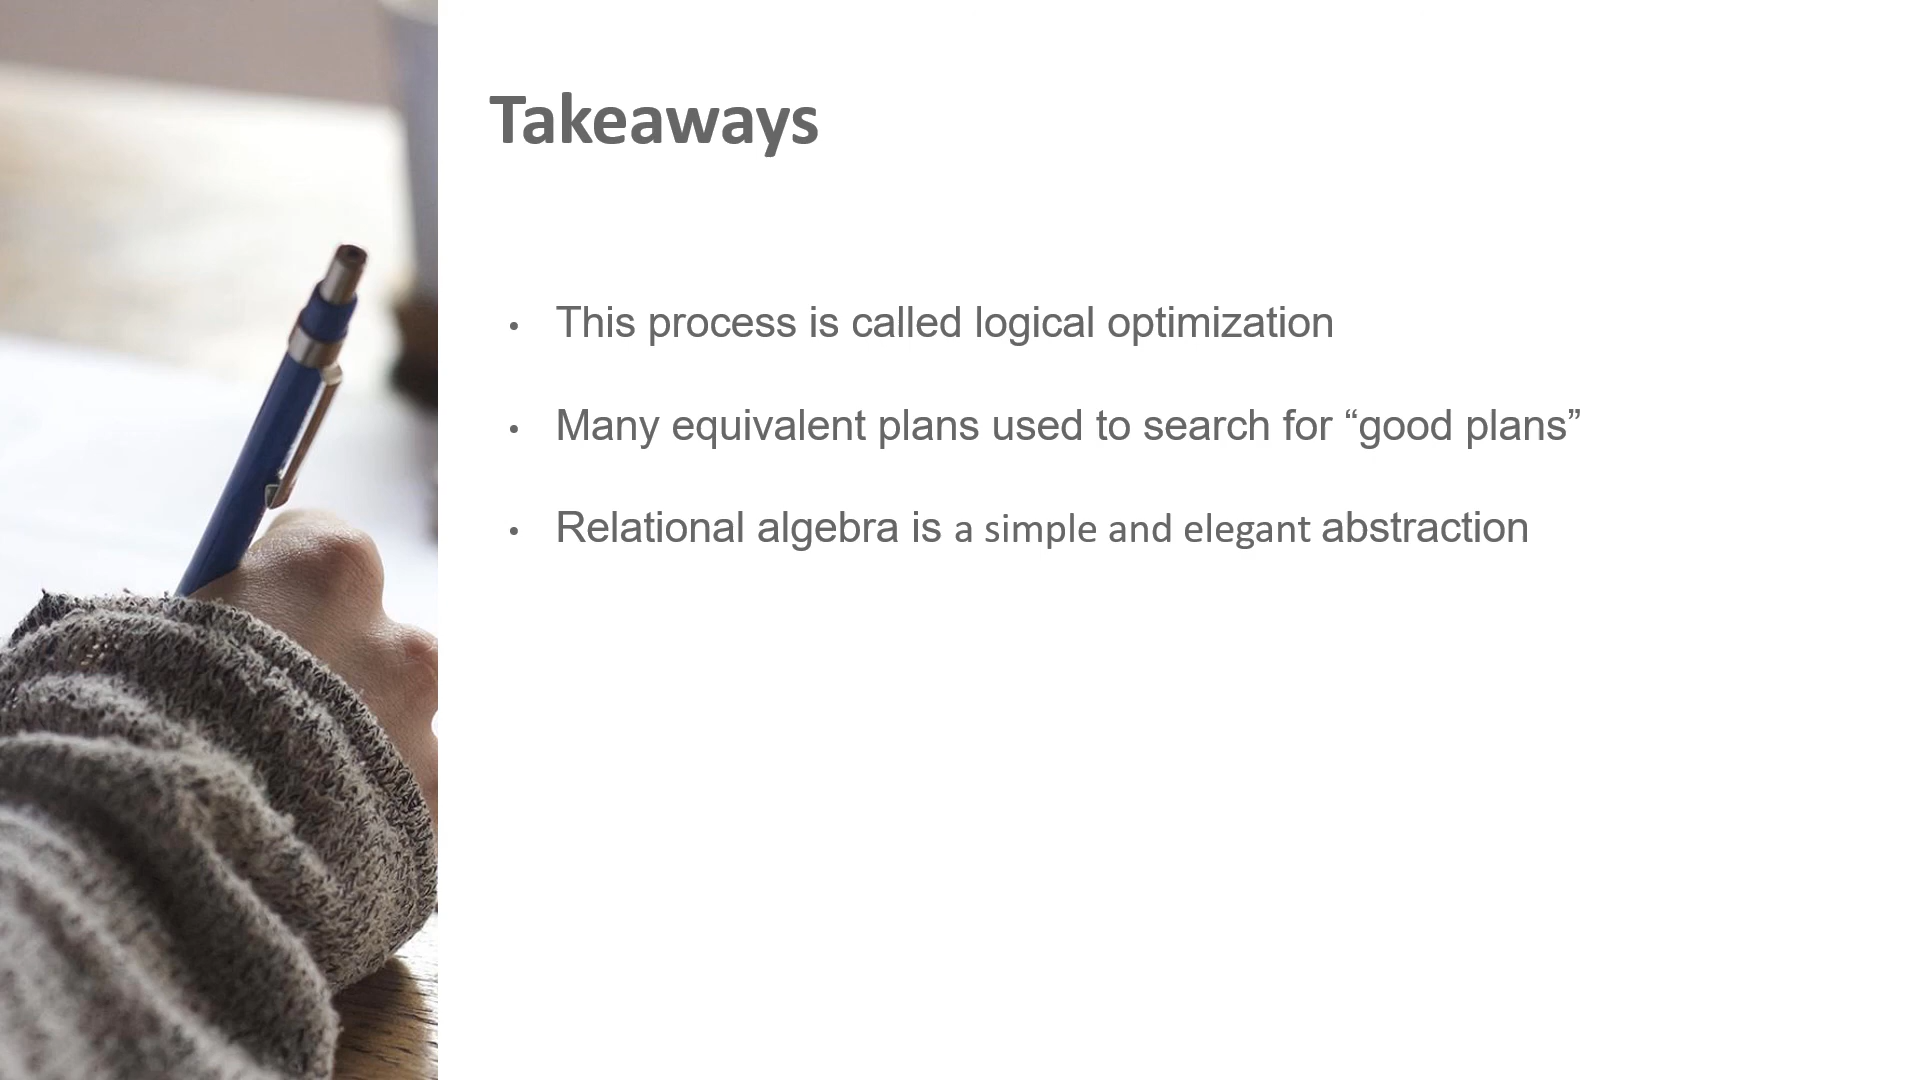 Takeaways
• This process is called logical optimization
• Many equivalent plans used to search for “good plans”
• Relational algebra is a simple and elegant abstraction